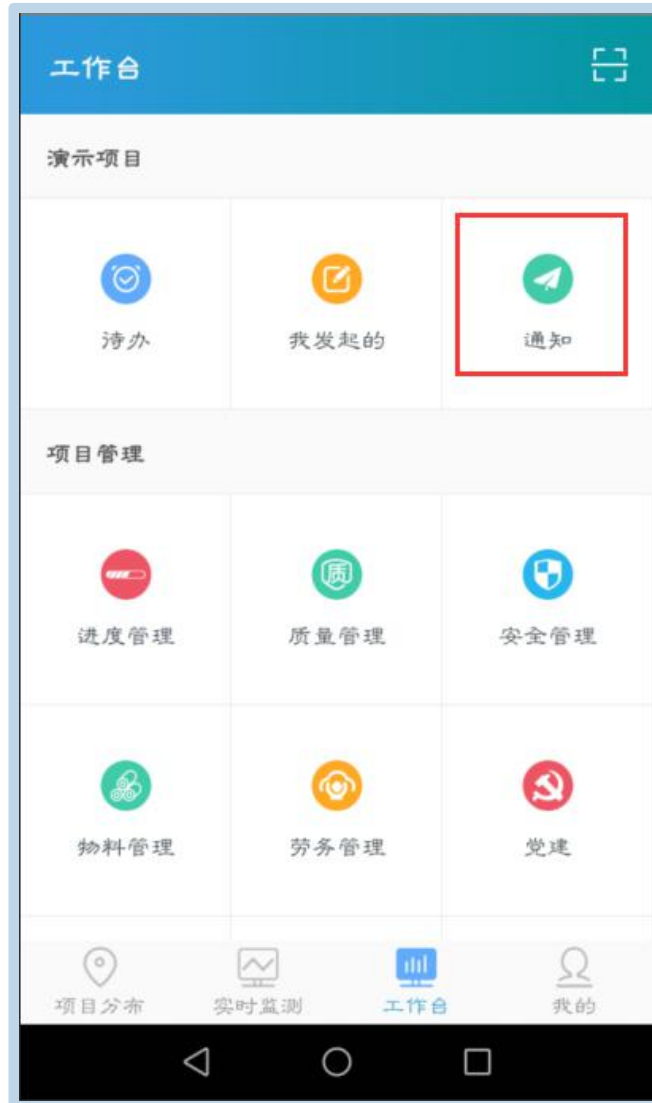 工作台
演示项目
待办 我发起的 通知
项目管理
进度管理 质量管理 安全管理
物料管理 劳务管理 党建
项目分布 实时监测 工作台 我的